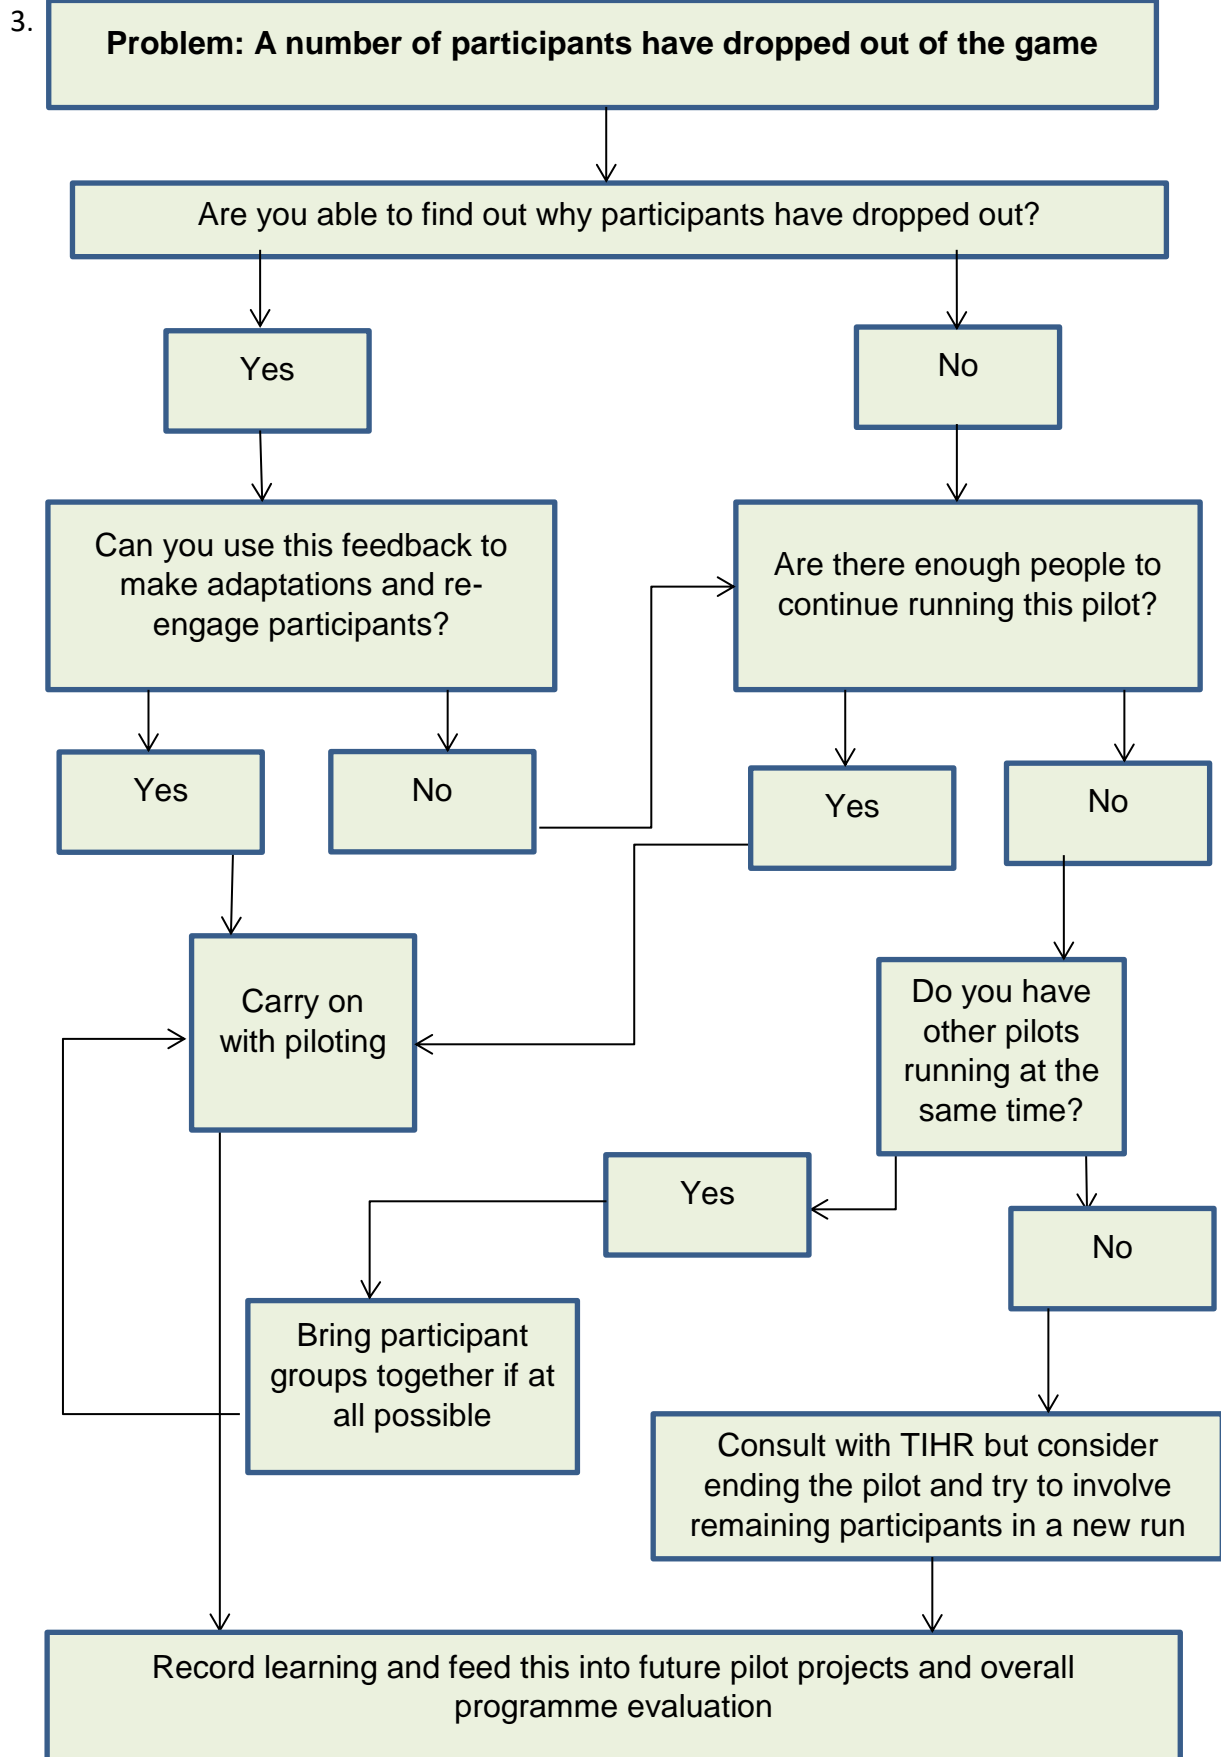 3.
Problem: A number of participants have dropped out of the game
Are you able to find out why participants have dropped out?
Yes
No
Can you use this feedback to
make adaptations and re-
engage participants?
Are there enough people to
continue running this pilot?
Yes
No
Yes
No
Carry on
with piloting
Do you have
other pilots
running at the
same time?
Yes
No
Bring participant
groups together if at
all possible
Consult with TIHR but consider
ending the pilot and try to involve
remaining participants in a new run
Record learning and feed this into future pilot projects and overall
programme evaluation